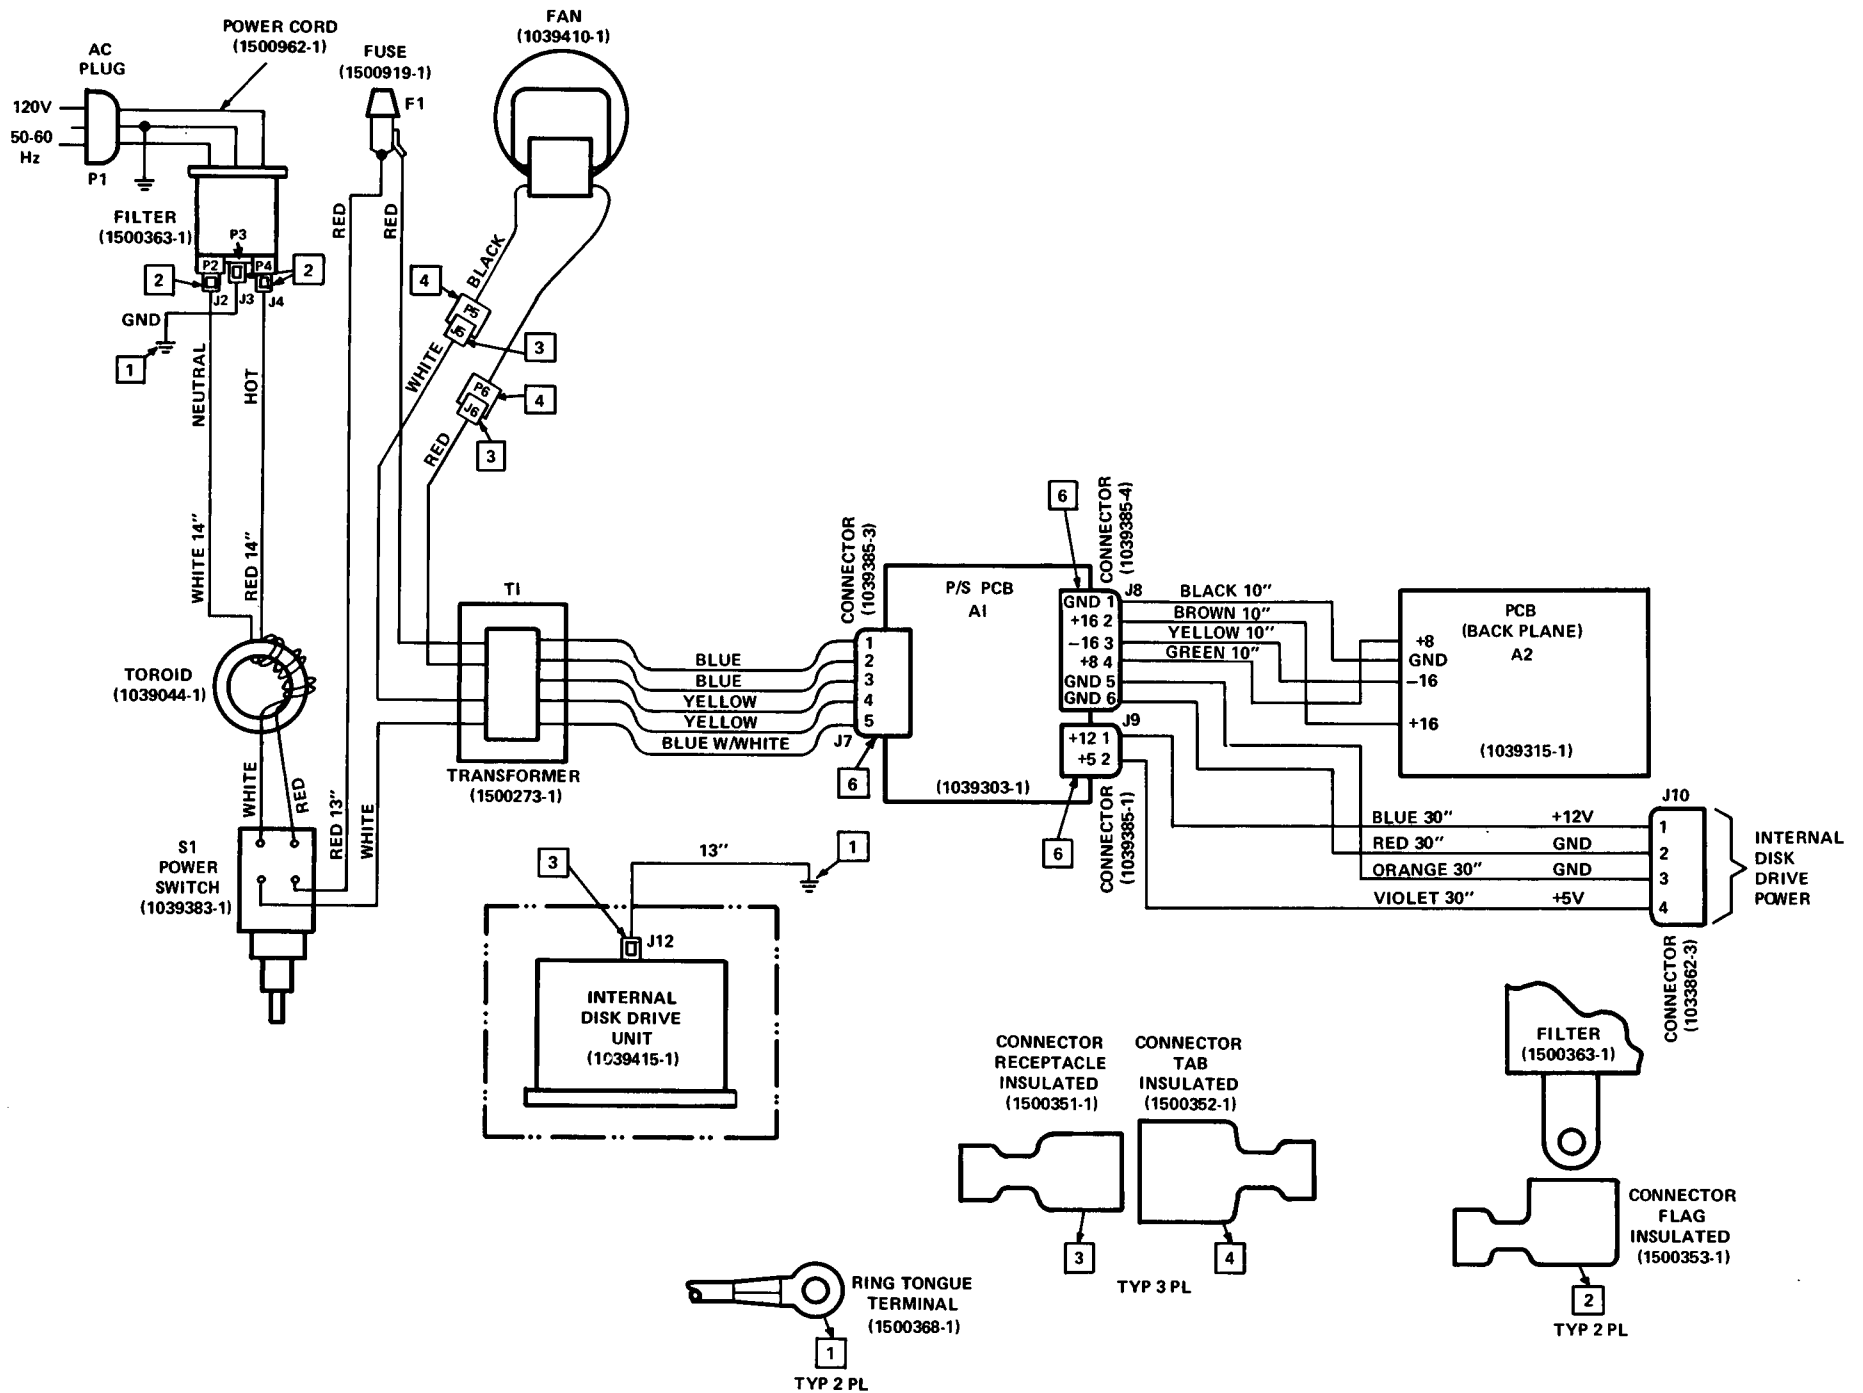 POWER CORD
(1500962-1)
AC
PLUG
120V
50-60
Hz
P1
FUSE
(1500919-1)
F1
FAN
(1039410-1)
FILTER
(1500363-1)
P3
P2
P4
2
2
J2
J3
J4
GND
1
NEUTRAL
HOT
WHITE 14"
RED 14"
RED
RED
BLACK
4
P5
J5
3
WHITE
P6
J6
4
3
RED
TOROID
(1039044-1)
WHITE
RED
RED 13"
WHITE
S1
POWER
SWITCH
(1039383-1)
T1
TRANSFORMER
(1500273-1)
BLUE
BLUE
YELLOW
YELLOW
BLUE W/WHITE
CONNECTOR
(1039385-3)
1
2
3
4
5
J7
6
P/S PCB
A1
(1039303-1)
6
CONNECTOR
(1039385-4)
J8
GND 1
+16 2
-16 3
+8 4
GND 5
GND 6
J9
+12 1
+5 2
6
CONNECTOR
(1039385-1)
BLACK 10"
BROWN 10"
YELLOW 10"
GREEN 10"
PCB
(BACK PLANE)
A2
+8
GND
-16
+16
(1039315-1)
BLUE 30" +12V
RED 30" GND
ORANGE 30" GND
VIOLET 30" +5V
J10
1
2
3
4
INTERNAL
DISK
DRIVE
POWER
CONNECTOR
(1033862-3)
3
13"
1
J12
INTERNAL
DISK DRIVE
UNIT
(1039415-1)
CONNECTOR
RECEPTACLE
INSULATED
(1500351-1)
CONNECTOR
TAB
INSULATED
(1500352-1)
3
4
TYP 3 PL
FILTER
(1500363-1)
CONNECTOR
FLAG
INSULATED
(1500353-1)
2
TYP 2 PL
RING TONGUE
TERMINAL
(1500368-1)
1
TYP 2 PL